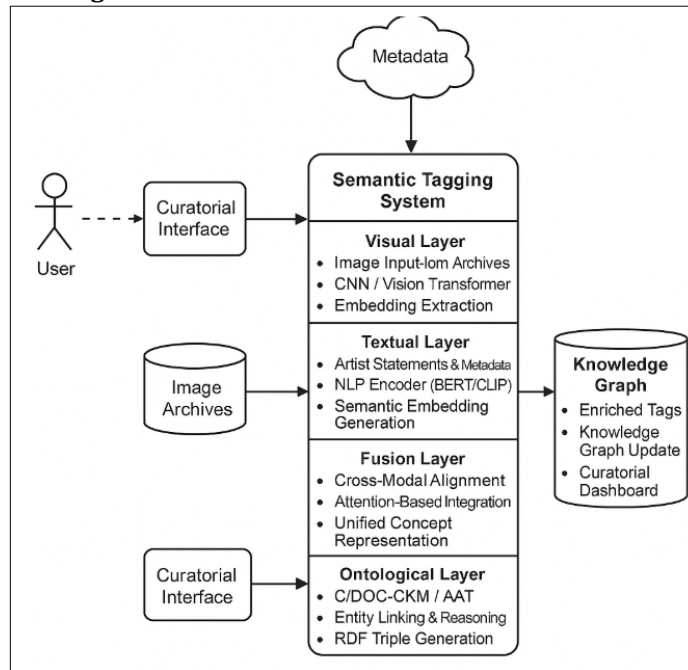 Metadata
User
Curatorial
Interface
Semantic Tagging
System
Visual Layer
• Image Input-lom Archives
• CNN / Vision Transformer
• Embedding Extraction
Image
Archives
Textual Layer
• Artist Statements & Metadata
• NLP Encoder (BERT/CLIP)
• Semantic Embedding
Generation
Knowledge
Graph
• Enriched Tags
• Knowledge
Graph Update
• Curatorial
Dashboard
Fusion Layer
• Cross-Modal Alignment
• Attention-Based Integration
• Unified Concept
Representation
Curatorial
Interface
Ontological Layer
• C/DOC-CKM / AAT
• Entity Linking & Reasoning
• RDF Triple Generation